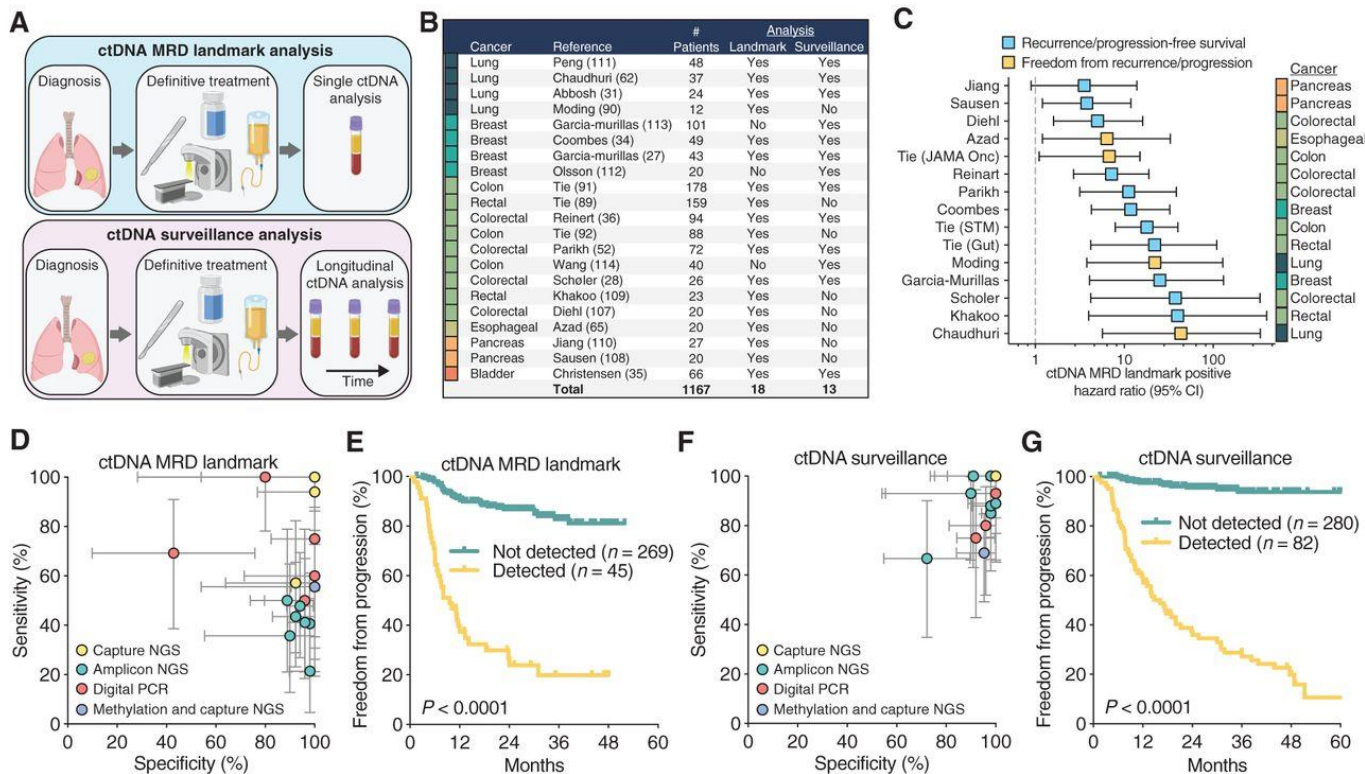 A
ctDNA MRD landmark analysis
Diagnosis
Definitive treatment
Single ctDNA
analysis
ctDNA surveillance analysis
Diagnosis
Definitive treatment
Longitudinal
ctDNA analysis
Time
B
# Analysis
Cancer Reference Patients Landmark Surveillance
Lung Peng (111) 48 Yes Yes
Lung Chaudhuri (62) 37 Yes Yes
Lung Abbosh (31) 24 Yes Yes
Lung Moding (90) 12 Yes No
Breast Garcia-murillas (113) 101 No Yes
Breast Coombes (34) 49 Yes Yes
Breast Garcia-murillas (27) 43 Yes Yes
Breast Olsson (112) 20 No Yes
Colon Tie (91) 178 Yes Yes
Rectal Tie (89) 159 Yes No
Colorectal Reinert (36) 94 Yes Yes
Colon Tie (92) 88 Yes No
Colorectal Parikh (52) 72 Yes Yes
Colon Wang (114) 40 No Yes
Colorectal Schøler (28) 26 Yes Yes
Rectal Khakoo (109) 23 Yes No
Colorectal Diehl (107) 20 Yes No
Esophageal Azad (65) 20 Yes No
Pancreas Jiang (110) 27 Yes No
Pancreas Sausen (108) 20 Yes No
Bladder Christensen (35) 66 Yes Yes
Total 1167 18 13
C
Recurrence/progression-free survival
Freedom from recurrence/progression
Cancer
Jiang Pancreas
Sausen Pancreas
Diehl Colorectal
Azad Esophageal
Tie (JAMA Onc) Colon
Reinart Colorectal
Parikh Colorectal
Coombes Breast
Tie (STM) Colon
Tie (Gut) Rectal
Moding Lung
Garcia-Murillas Breast
Scholer Colorectal
Khakoo Rectal
Chaudhuri Lung
1 10 100
ctDNA MRD landmark positive
hazard ratio (95% CI)
D
ctDNA MRD landmark
Sensitivity (%)
100
80
60
40
20
0
Capture NGS
Amplicon NGS
Digital PCR
Methylation and capture NGS
0 20 40 60 80 100
Specificity (%)
E
ctDNA MRD landmark
Freedom from progression (%)
100
80
60
40
20
0
Not detected (n = 269)
Detected (n = 45)
P < 0.0001
0 12 24 36 48 60
Months
F
ctDNA surveillance
Sensitivity (%)
100
80
60
40
20
0
Capture NGS
Amplicon NGS
Digital PCR
Methylation and capture NGS
0 20 40 60 80 100
Specificity (%)
G
ctDNA surveillance
Freedom from progression (%)
100
80
60
40
20
0
Not detected (n = 280)
Detected (n = 82)
P < 0.0001
0 12 24 36 48 60
Months